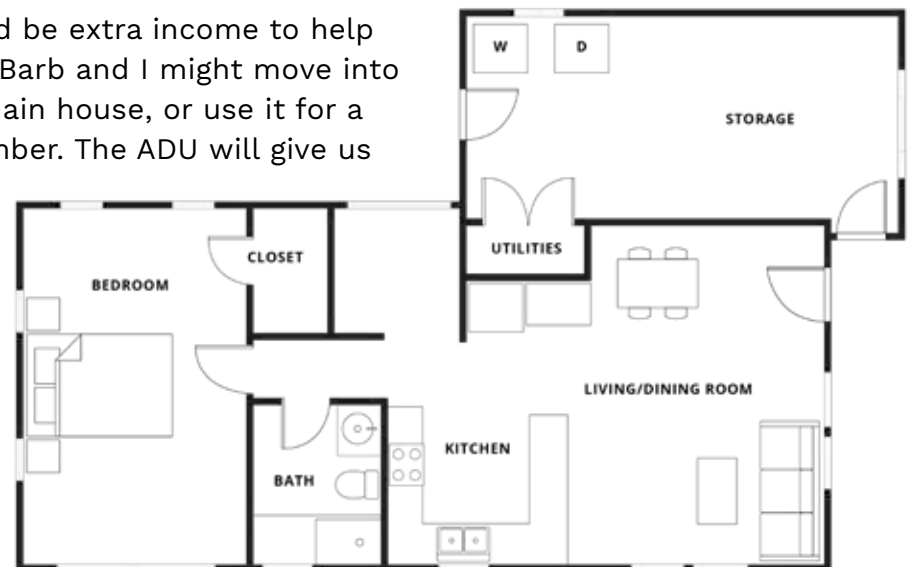 d be extra income to help
Barb and I might move into
ain house, or use it for a
nber. The ADU will give us
W
D
STORAGE
UTILITIES
CLOSET
BEDROOM
LIVING/DINING ROOM
KITCHEN
BATH